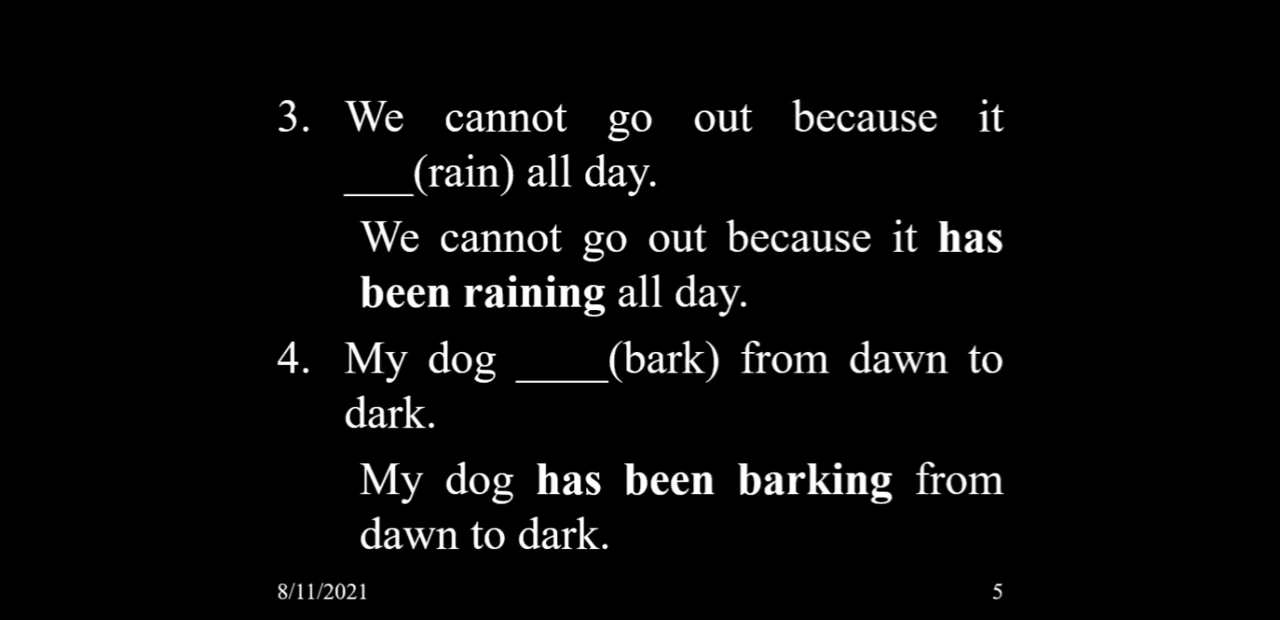 3. We cannot go out because it
___(rain) all day.
We cannot go out because it has
been raining all day.
4. My dog ____(bark) from dawn to
dark.
My dog has been barking from
dawn to dark.
8/11/2021 5